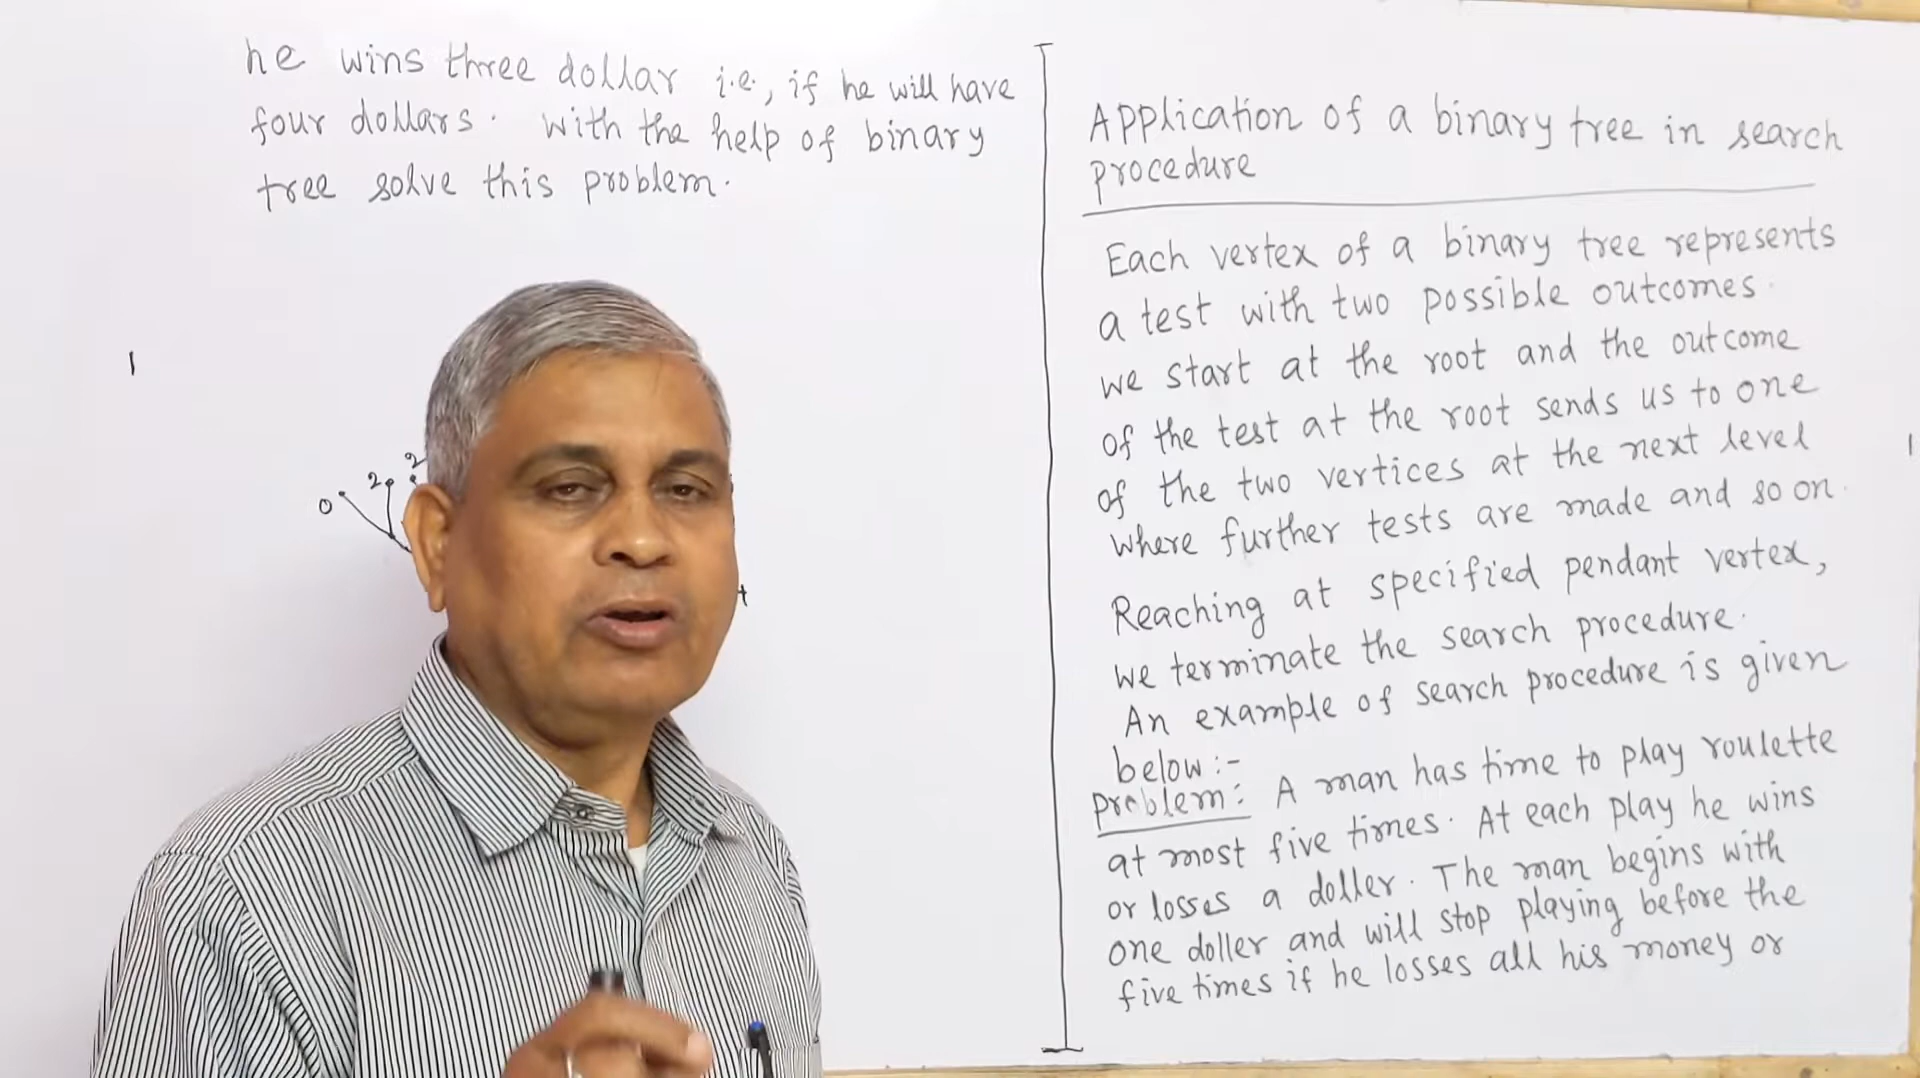 he wins three dollar i.e., if he will have
four dollars. with the help of binary
tree solve this problem.
1
2
2
0
Application of a binary tree in search
procedure
Each vertex of a binary tree represents
a test with two possible outcomes.
we start at the root and the outcome
of the test at the root sends us to one
of the two vertices at the next level
where further tests are made and so on.
Reaching at specified pendant vertex,
we terminate the search procedure.
An example of search procedure is given
below :-
problem: A man has time to play roulette
at most five times. At each play he wins
or losses a doller. The man begins with
one doller and will stop playing before the
five times if he losses all his money or